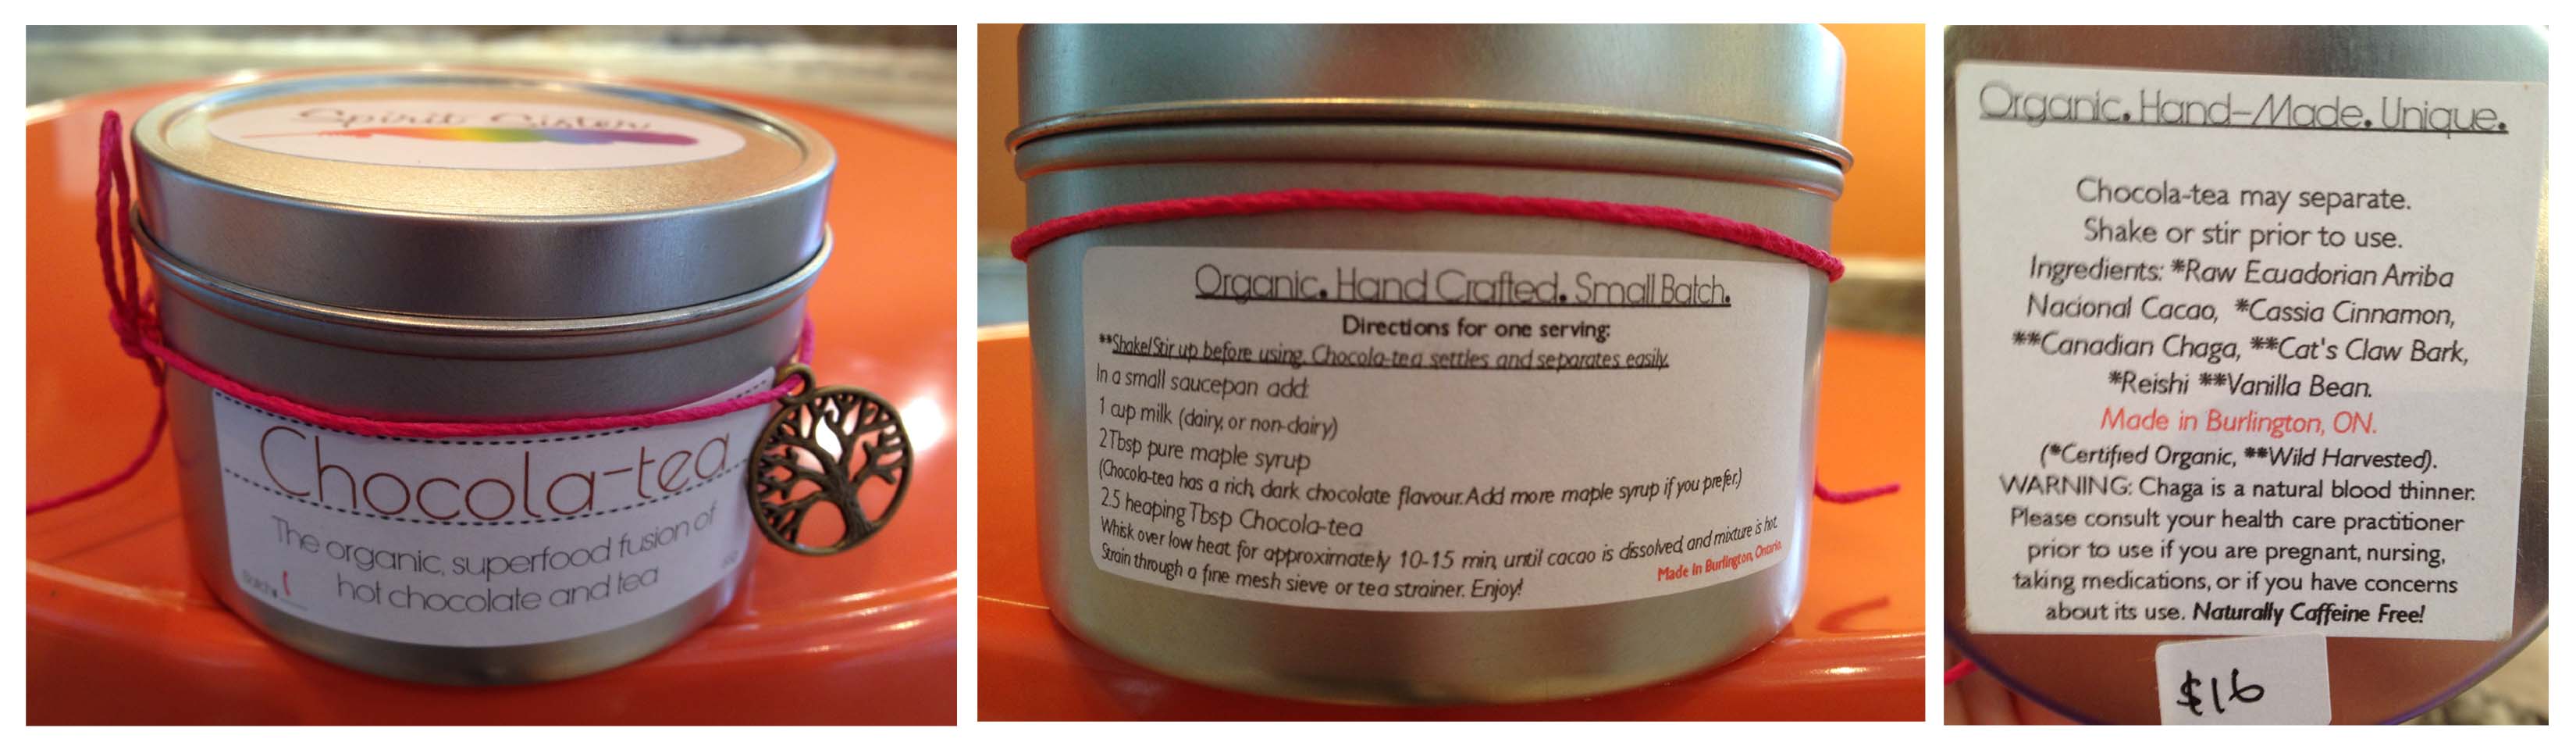 Spirit Sister
Chocola-tea
The organic, superfood fusion of
hot chocolate and tea
Organic. Hand Crafted. Small Batch.
Directions for one serving:
**Shake/Stir up before using. Chocola-tea settles and separates easily.
In a small saucepan add:
1 cup milk (dairy, or non-dairy)
2 Tbsp pure maple syrup
(Chocola-tea has a rich, dark chocolate flavour. Add more maple syrup if you prefer.)
2.5 heaping Tbsp Chocola-tea
Whisk over low heat for approximately 10-15 min, until cacao is dissolved, and mixture is hot.
Strain through a fine mesh sieve or tea strainer. Enjoy!
Made In Burlington, Ontario.
Organic. Hand-Made. Unique.
Chocola-tea may separate.
Shake or stir prior to use.
Ingredients: *Raw Ecuadorian Arriba
Nacional Cacao, *Cassia Cinnamon,
**Canadian Chaga, **Cat's Claw Bark,
*Reishi **Vanilla Bean.
Made in Burlington, ON.
(*Certified Organic, **Wild Harvested).
WARNING: Chaga is a natural blood thinner.
Please consult your health care practitioner
prior to use if you are pregnant, nursing,
taking medications, or if you have concerns
about its use. Naturally Caffeine Free!
$16